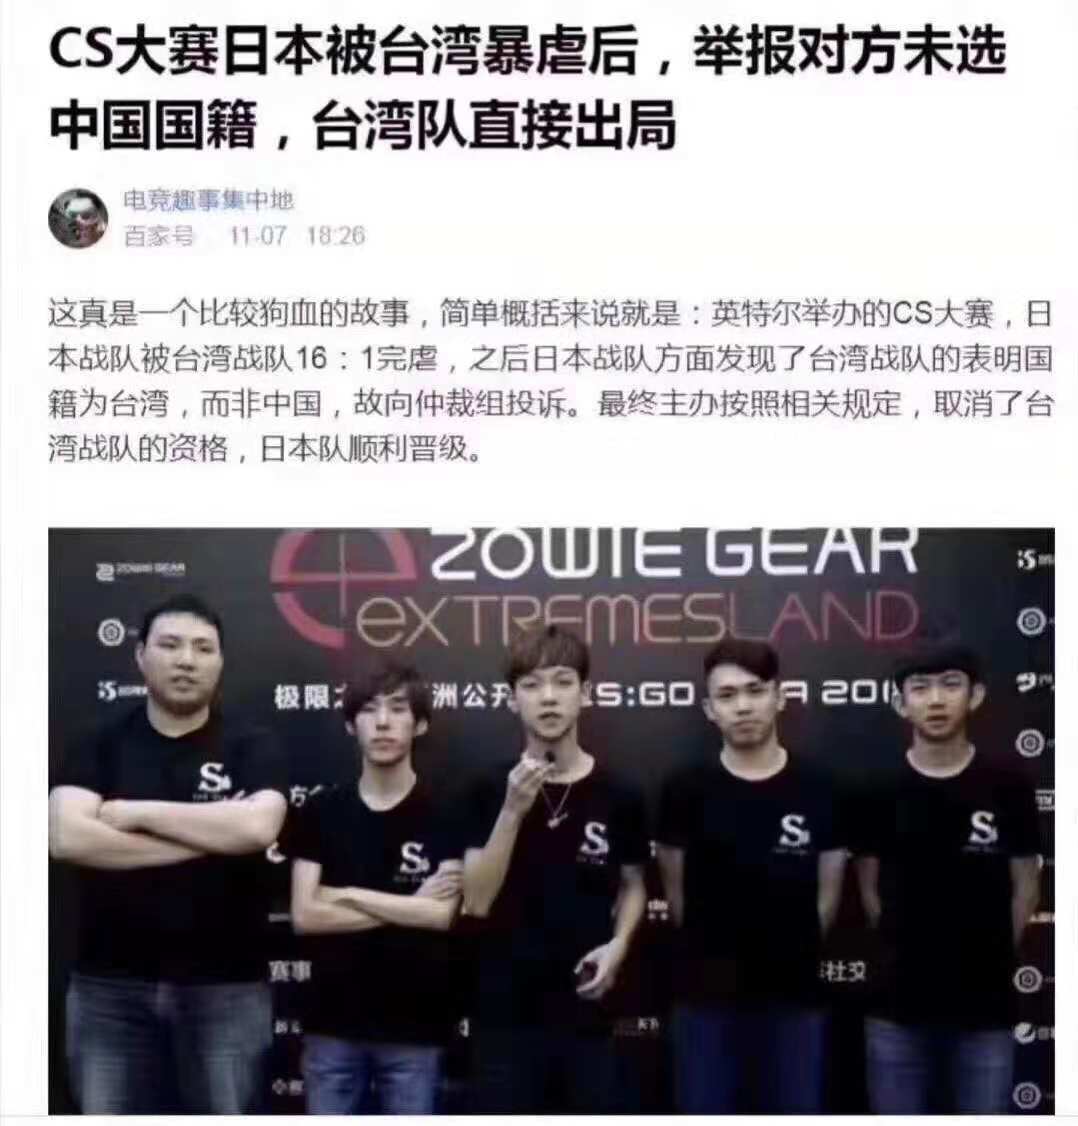 CS大赛日本被台湾暴虐后，举报对方未选
中国国籍，台湾队直接出局
电竞趣事集中地
百家号 11-07 18:26
这真是一个比较狗血的故事，简单概括来说就是：英特尔举办的CS大赛，日
本战队被台湾战队16：1完虐，之后日本战队方面发现了台湾战队的表明国
籍为台湾，而非中国，故向仲裁组投诉。最终主办按照相关规定，取消了台
湾战队的资格，日本队顺利晋级。
ZOWIE GEAR
eXTREMESLAND
ZOWIE GEAR
极限之 洲公开 S:GO A 201
S
S
S
S
S
赛事
社交